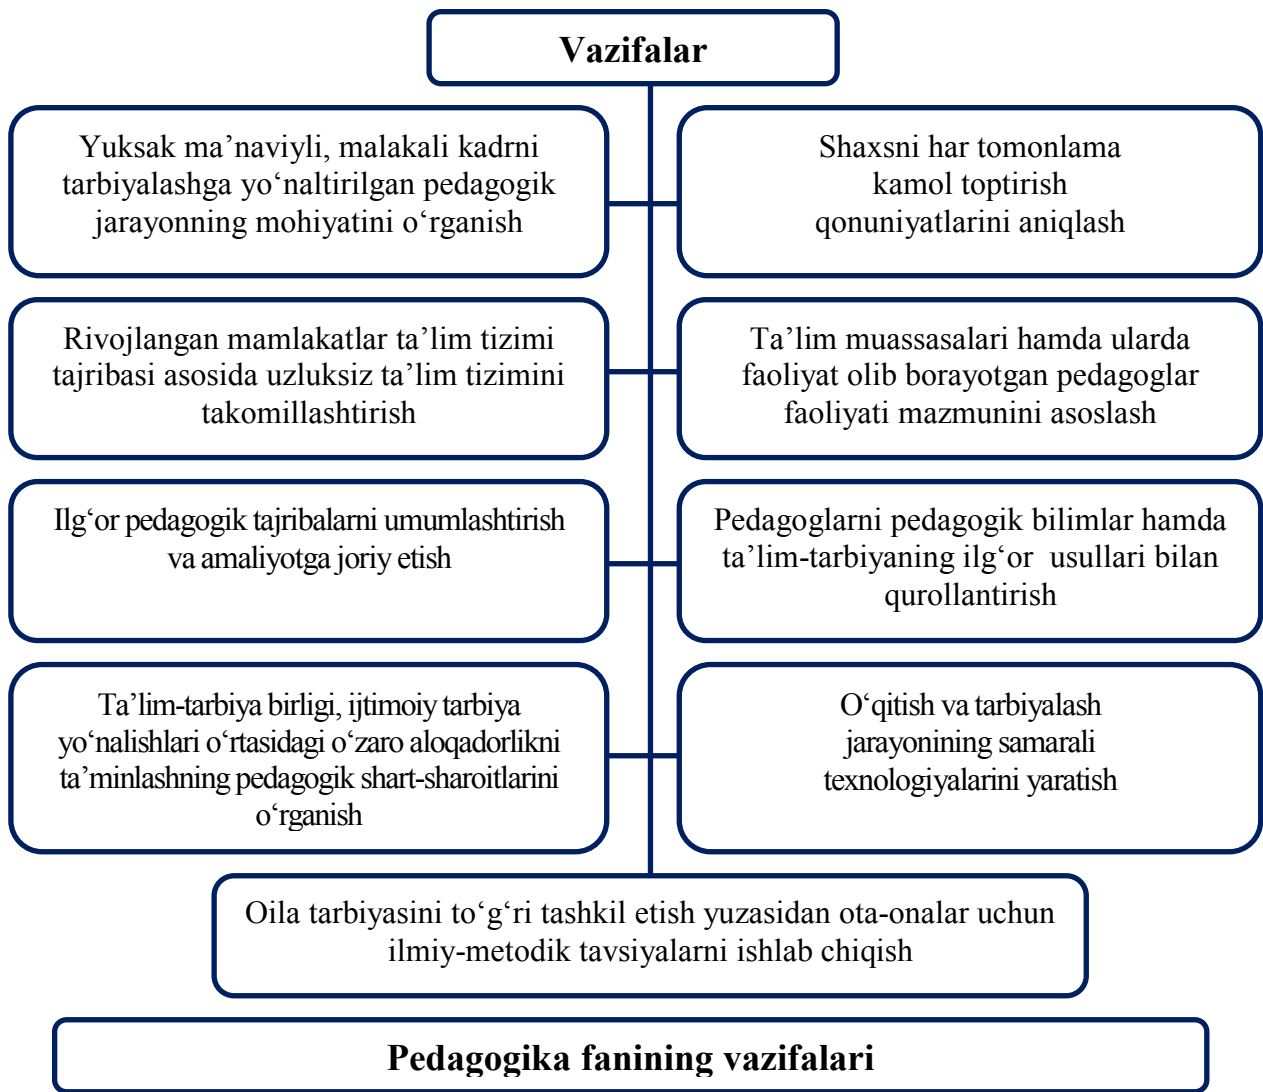 Vazifalar
Yuksak ma’naviyli, malakali kadrni
tarbiyalashga yo‘naltirilgan pedagogik
jarayonning mohiyatini o‘rganish
Shaxsni har tomonlama
kamol toptirish
qonuniyatlarini aniqlash
Rivojlangan mamlakatlar ta’lim tizimi
tajribasi asosida uzluksiz ta’lim tizimini
takomillashtirish
Ta’lim muassasalari hamda ularda
faoliyat olib borayotgan pedagoglar
faoliyati mazmunini asoslash
Ilg‘or pedagogik tajribalarni umumlashtirish
va amaliyotga joriy etish
Pedagoglarni pedagogik bilimlar hamda
ta’lim-tarbiyaning ilg‘or usullari bilan
qurollantirish
Ta’lim-tarbiya birligi, ijtimoiy tarbiya
yo‘nalishlari o‘rtasidagi o‘zaro aloqadorlikni
ta’minlashning pedagogik shart-sharoitlarini
o‘rganish
O‘qitish va tarbiyalash
jarayonining samarali
texnologiyalarini yaratish
Oila tarbiyasini to‘g‘ri tashkil etish yuzasidan ota-onalar uchun
ilmiy-metodik tavsiyalarni ishlab chiqish
Pedagogika fanining vazifalari